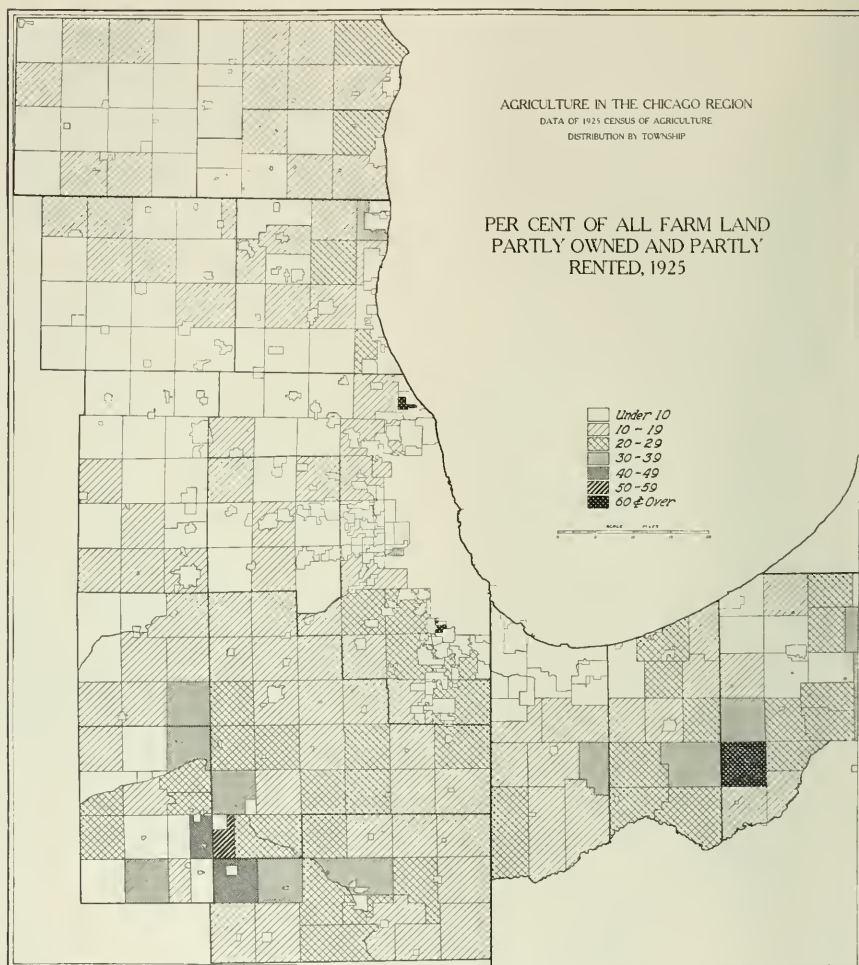 AGRICULTURE IN THE CHICAGO REGION
DATA OF 1925 CENSUS OF AGRICULTURE
DISTRIBUTION BY TOWNSHIP
PER CENT OF ALL FARM LAND
PARTLY OWNED AND PARTLY
RENTED, 1925
Under 10
10 - 19
20 - 29
30 - 39
40 - 49
50 - 59
60 & Over
SCALE